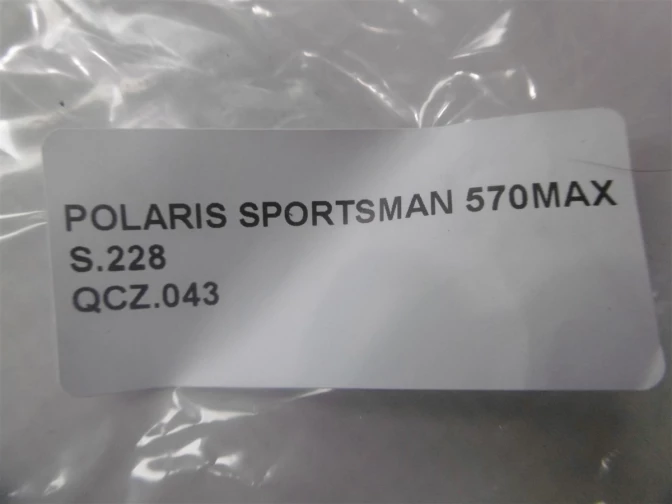 POLARIS SPORTSMAN 570MAX
S.228
QCZ.043